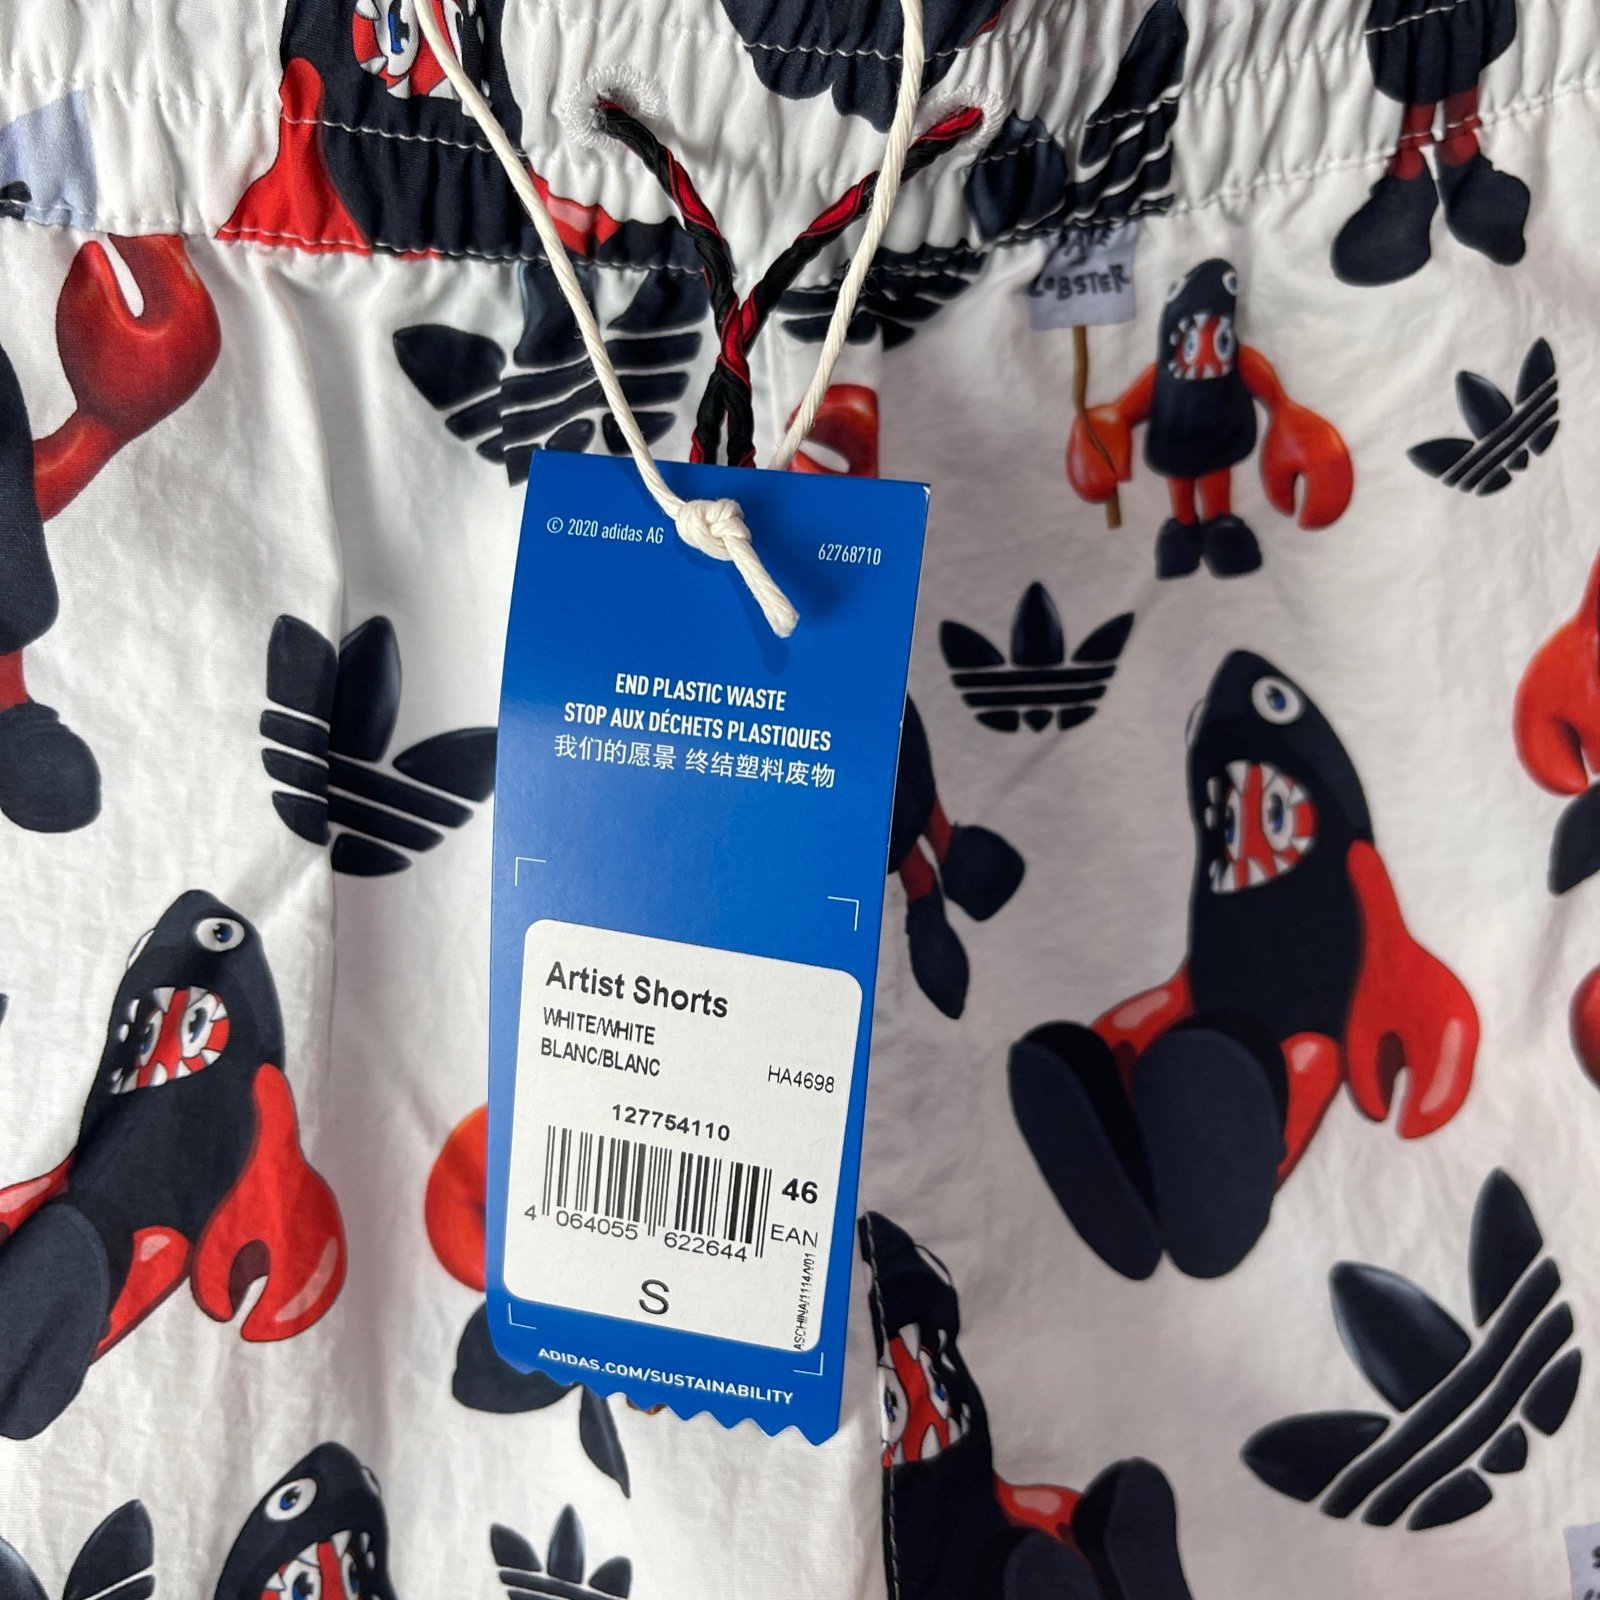 LOBSTER
© 2020 adidas AG
62768710
END PLASTIC WASTE
STOP AUX DÉCHETS PLASTIQUES
我们的愿景 终结塑料废物
Artist Shorts
WHITE/WHITE
BLANC/BLANC
HA4698
127754110
46
4 064055 622644
EAN
S
ASCHINA/1114/V01
ADIDAS.COM/SUSTAINABILITY